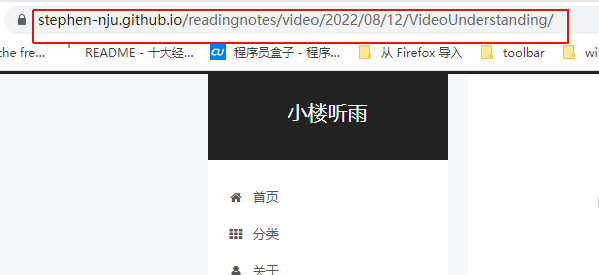 stephen-nju.github.io/readingnotes/video/2022/08/12/VideoUnderstanding/
the fre... README - 十大经... CU 程序员盒子 - 程序... 从 Firefox 导入 toolbar
小楼听雨
首页
分类
关于